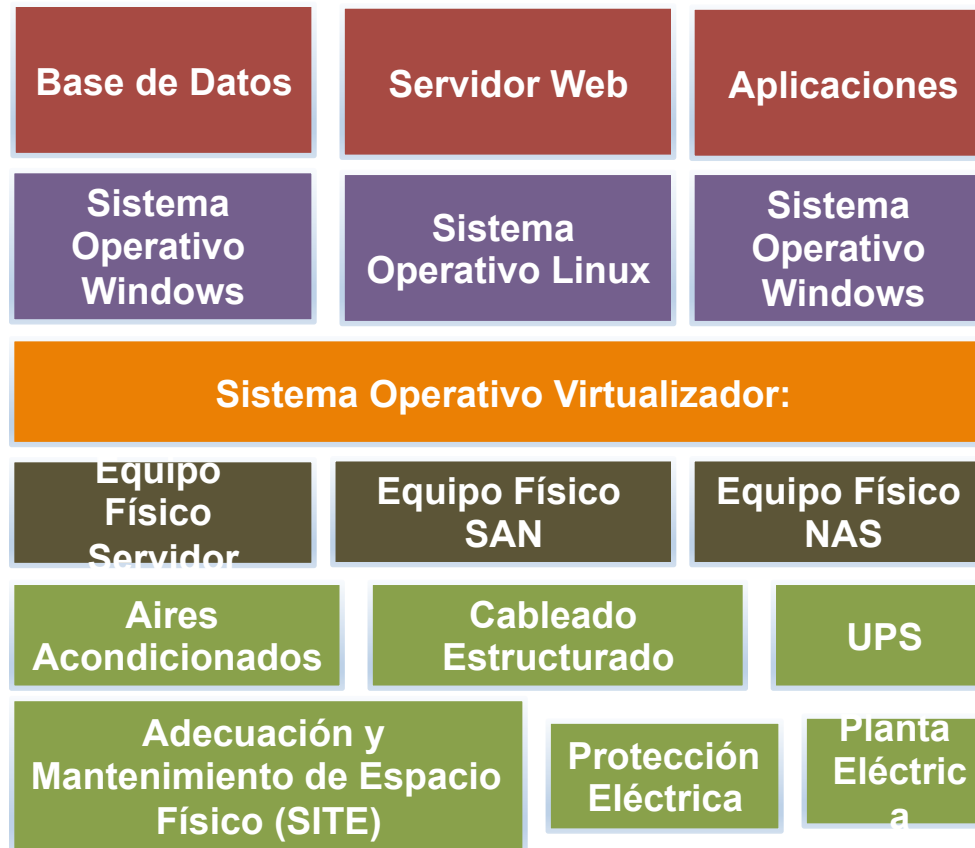 Base de Datos
Servidor Web
Aplicaciones
Sistema
Operativo
Windows
Sistema
Operativo Linux
Sistema
Operativo
Windows
Sistema Operativo Virtualizador:
Equipo
Físico
Servidor
Equipo Físico
SAN
Equipo Físico
NAS
Aires
Acondicionados
Cableado
Estructurado
UPS
Adecuación y
Mantenimiento de Espacio
Físico (SITE)
Protección
Eléctrica
Planta
Eléctric
a